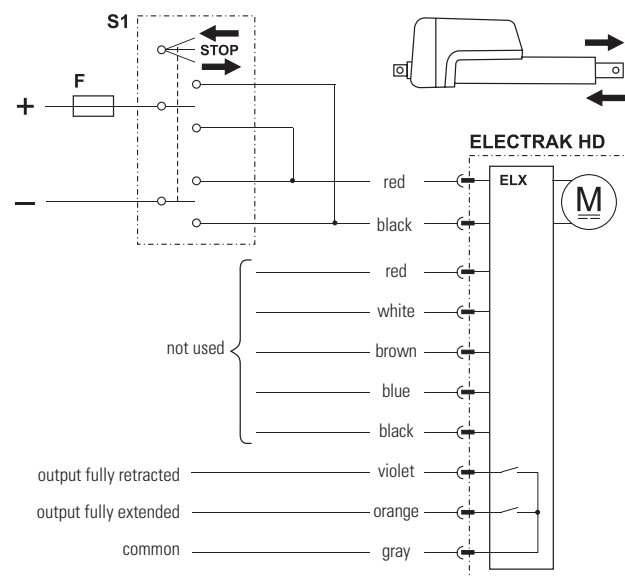 S1
STOP
F
+
−
ELECTRAK HD
red
ELX
M
black
red
white
not used
brown
blue
black
output fully retracted
violet
output fully extended
orange
common
gray